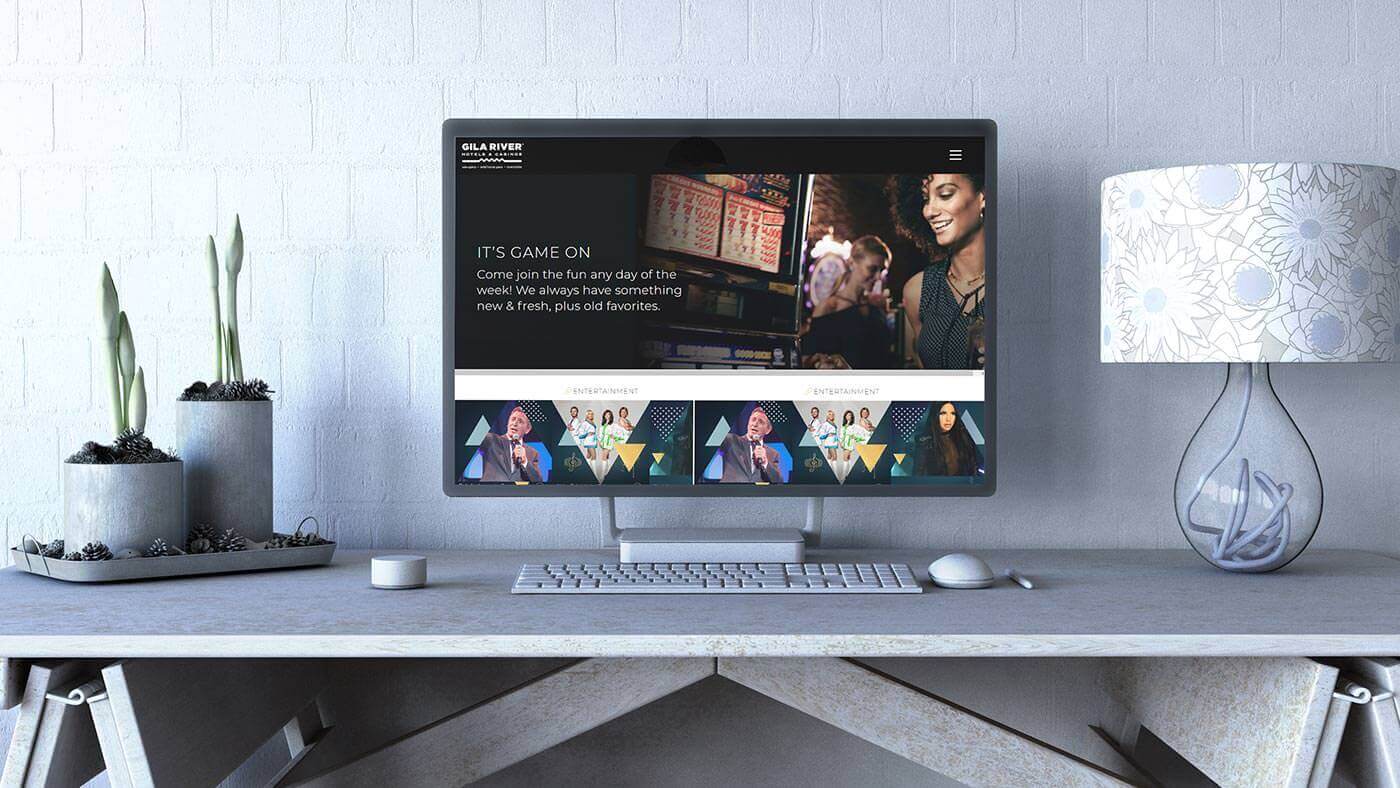 GILA RIVER
HOTELS & CASINOS
IT'S GAME ON
Come join the fun any day of the
week! We always have something
new & fresh, plus old favorites.
ENTERTAINMENT
ENTERTAINMENT